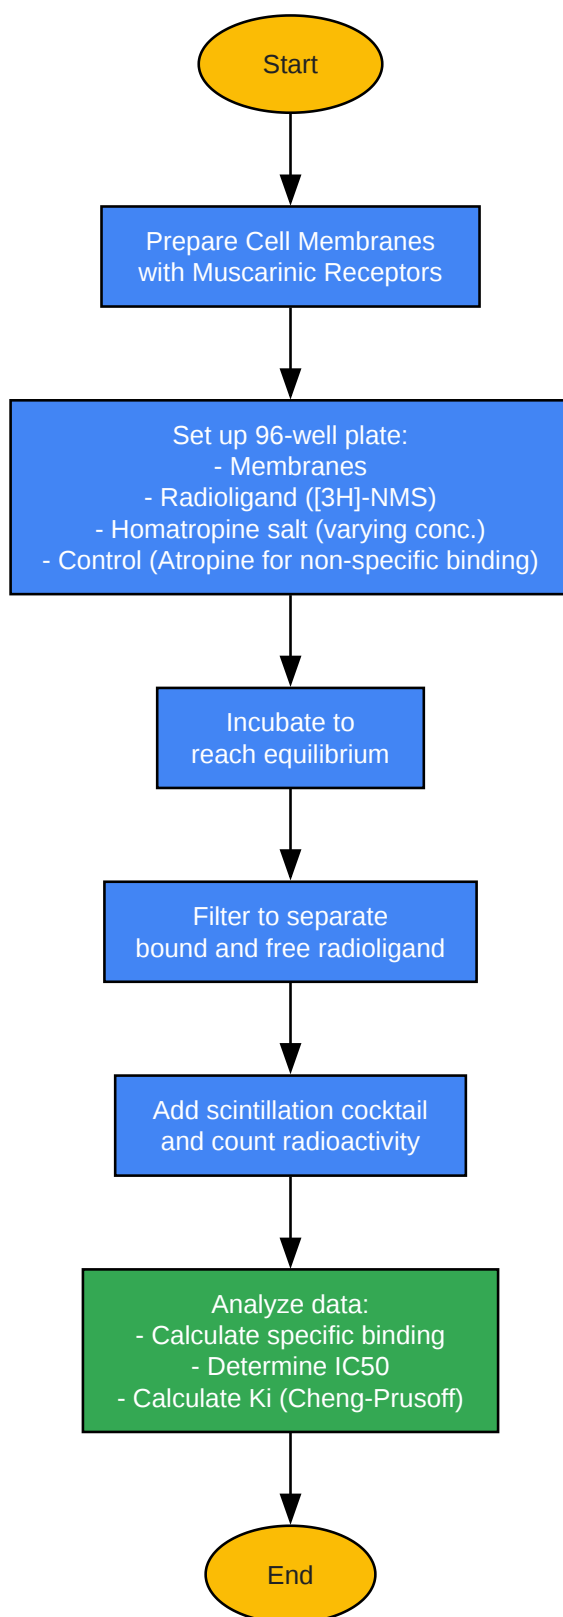 Start
Prepare Cell Membranes
with Muscarinic Receptors
Set up 96-well plate:
- Membranes
- Radioligand ([3H]-NMS)
- Homatropine salt (varying conc.)
- Control (Atropine for non-specific binding)
Incubate to
reach equilibrium
Filter to separate
bound and free radioligand
Add scintillation cocktail
and count radioactivity
Analyze data:
- Calculate specific binding
- Determine IC50
- Calculate Ki (Cheng-Prusoff)
End